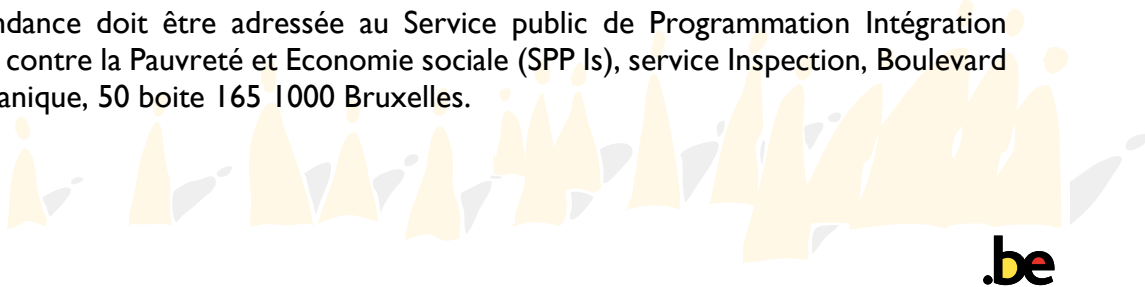 ndance doit être adressée au Service public de Programmation Intégration
contre la Pauvreté et Economie sociale (SPP Is), service Inspection, Boulevard
anique, 50 boite 165 1000 Bruxelles.
.be